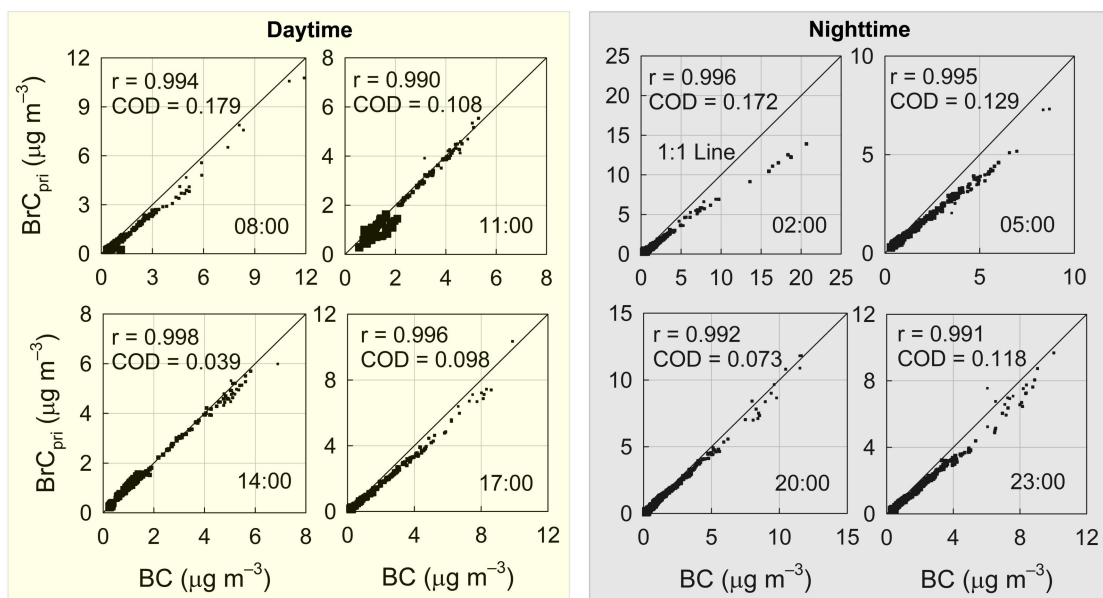 Daytime
BrC_pri (μg m⁻³)
12
9
6
3
0
r = 0.994
COD = 0.179
08:00
0 3 6 9 12
8
6
4
2
0
r = 0.990
COD = 0.108
11:00
0 2 4 6 8
BrC_pri (μg m⁻³)
8
6
4
2
0
r = 0.998
COD = 0.039
14:00
0 2 4 6 8
BC (μg m⁻³)
12
8
4
0
r = 0.996
COD = 0.098
17:00
0 4 8 12
BC (μg m⁻³)
Nighttime
25
20
15
10
5
0
r = 0.996
COD = 0.172
1:1 Line
02:00
0 5 10 15 20 25
10
5
0
r = 0.995
COD = 0.129
05:00
0 5 10
15
10
5
0
r = 0.992
COD = 0.073
20:00
0 5 10 15
BC (μg m⁻³)
12
8
4
0
r = 0.991
COD = 0.118
23:00
0 4 8 12
BC (μg m⁻³)